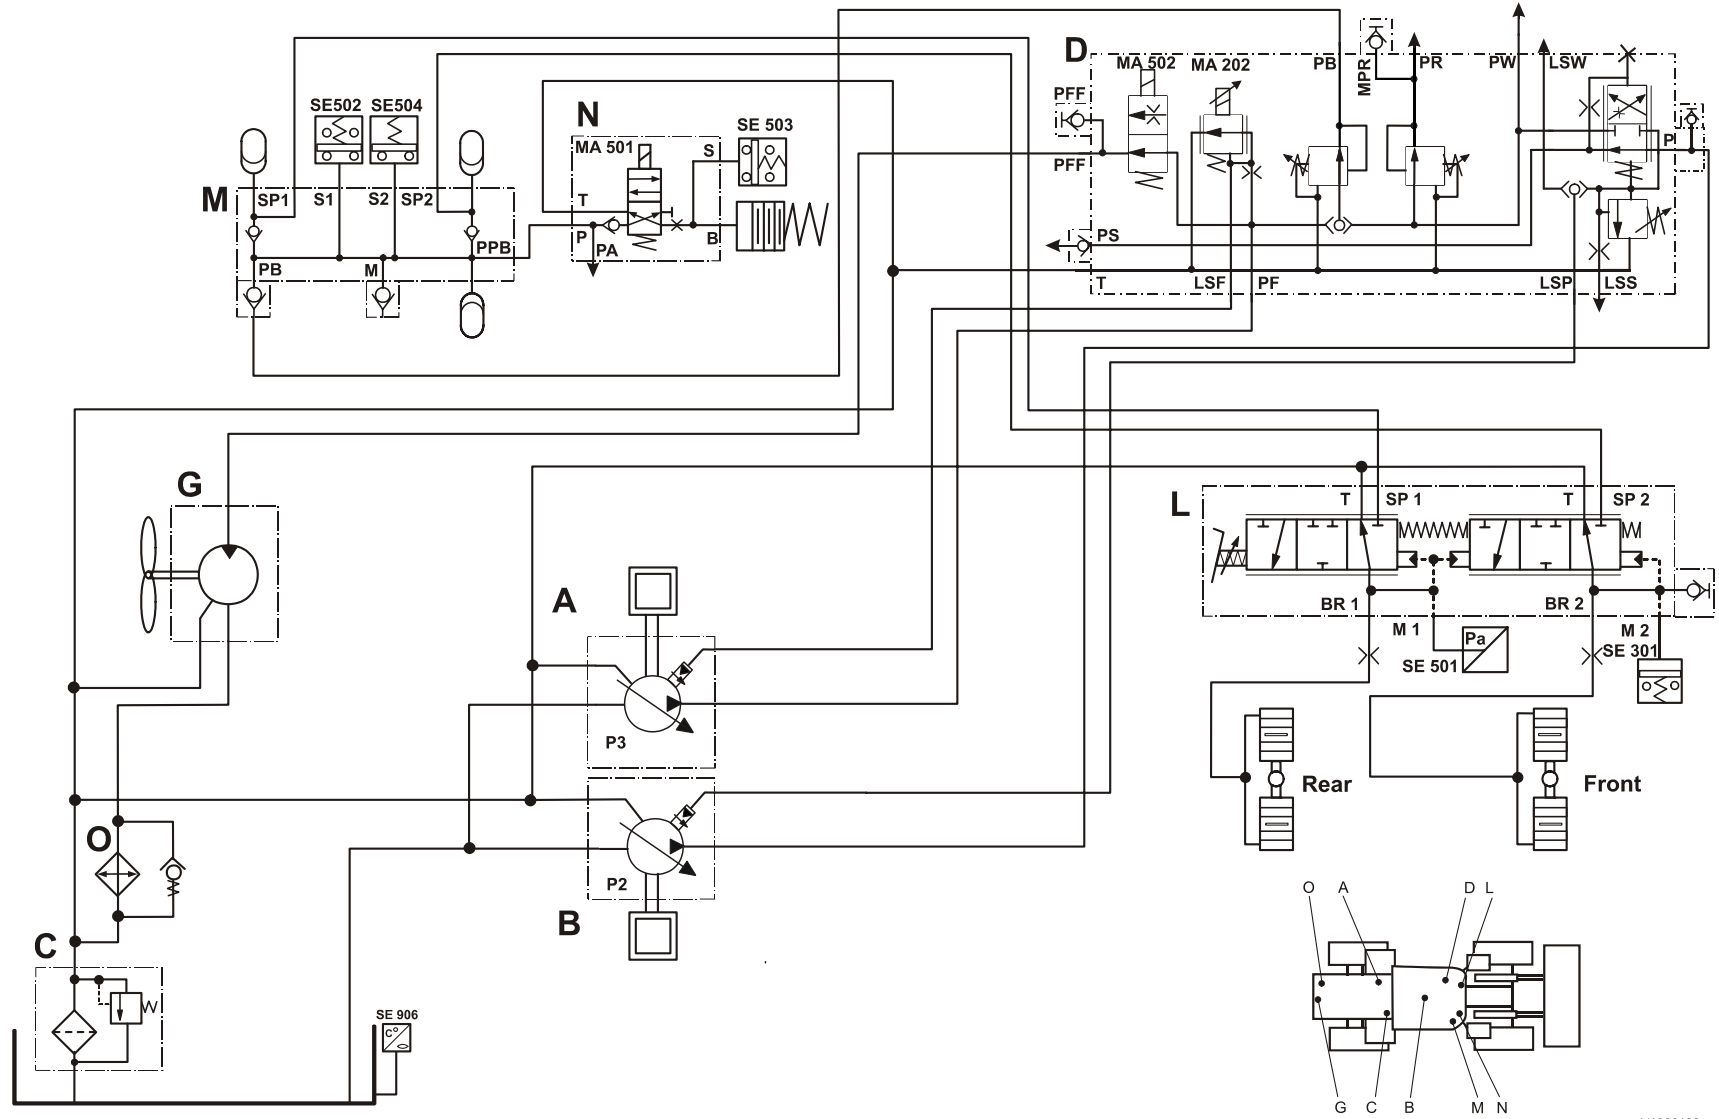 D
MPR
MA 502
MA 202
PB
PR
PW
LSW
PFF
SE502
SE504
N
SE 503
MA 501
S
P
PFF
M
SP1
S1
S2
SP2
T
P
PA
B
PPB
PB
M
PS
T
LSF
PF
LSP
LSS
G
L
T
SP 1
T
SP 2
A
BR 1
BR 2
M 1
M 2
Pa
SE 501
SE 301
P3
Rear
Front
O
P2
B
O
A
D
L
C
SE 906
C°
G
C
B
M
N